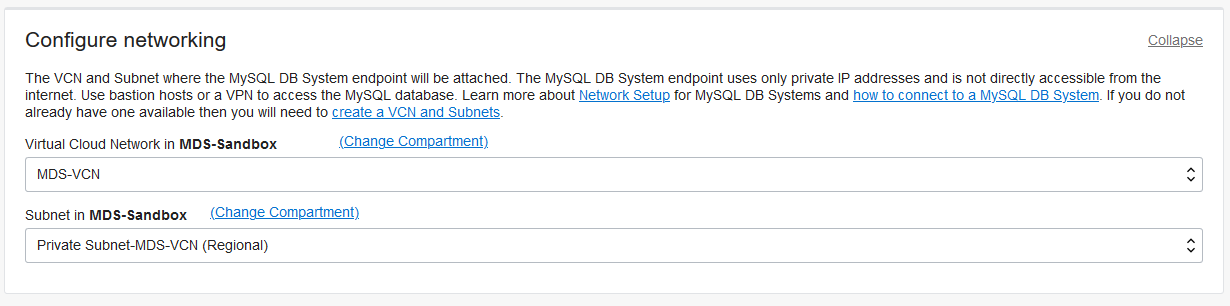 Configure networking
Collapse
The VCN and Subnet where the MySQL DB System endpoint will be attached. The MySQL DB System endpoint uses only private IP addresses and is not directly accessible from the
internet. Use bastion hosts or a VPN to access the MySQL database. Learn more about Network Setup for MySQL DB Systems and how to connect to a MySQL DB System. If you do not
already have one available then you will need to create a VCN and Subnets.
Virtual Cloud Network in MDS-Sandbox (Change Compartment)
MDS-VCN
Subnet in MDS-Sandbox (Change Compartment)
Private Subnet-MDS-VCN (Regional)